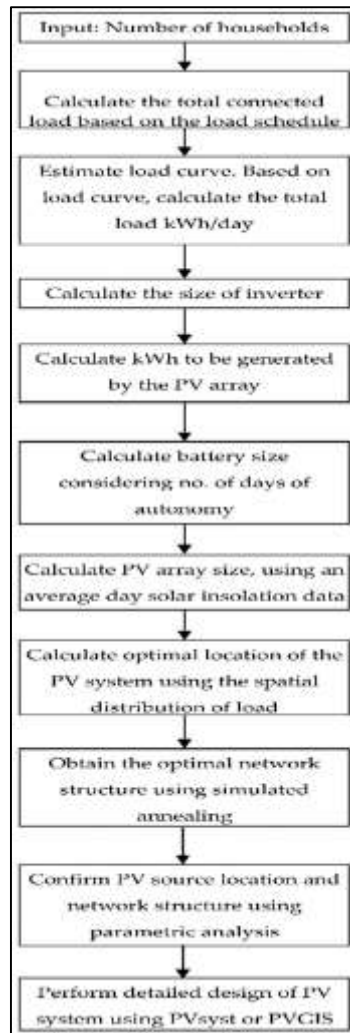 Input: Number of households
Calculate the total connected
load based on the load schedule
Estimate load curve. Based on
load curve, calculate the total
load kWh/day
Calculate the size of inverter
Calculate kWh to be generated
by the PV array
Calculate battery size
considering no. of days of
autonomy
Calculate PV array size, using an
average day solar insolation data
Calculate optimal location of the
PV system using the spatial
distribution of load
Obtain the optimal network
structure using simulated
annealing
Confirm PV source location and
network structure using
parametric analysis
Perform detailed design of PV
system using PVsyst or PVGIS